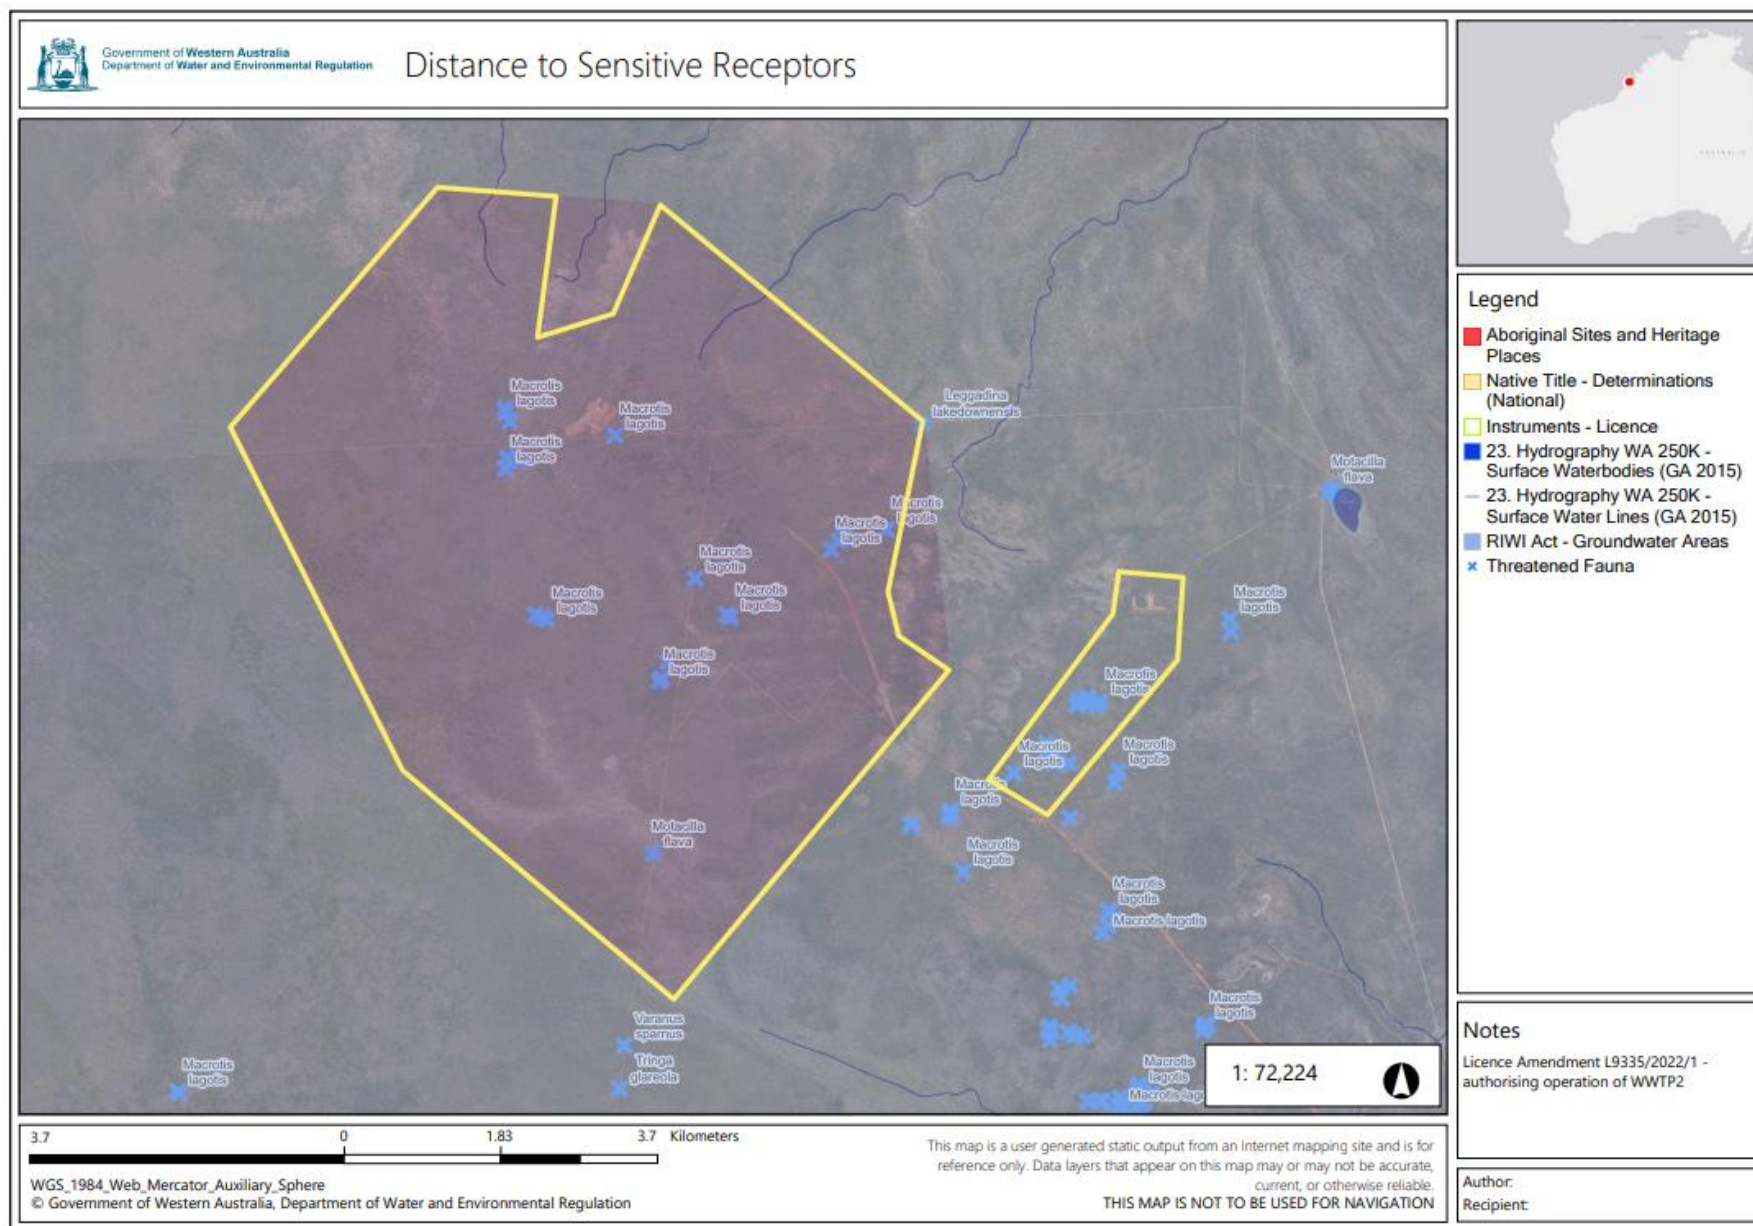 Government of Western Australia
Department of Water and Environmental Regulation
Distance to Sensitive Receptors
AUSTRALIA
Legend
Aboriginal Sites and Heritage
Places
Native Title - Determinations
(National)
Instruments - Licence
23. Hydrography WA 250K -
Surface Waterbodies (GA 2015)
23. Hydrography WA 250K -
Surface Water Lines (GA 2015)
RIWI Act - Groundwater Areas
Threatened Fauna
Macrotis
lagotis
Macrotis
lagotis
Macrotis
lagotis
Leggadina
lakedownensis
Motacilla
flava
Macrotis
lagotis
Macrotis
lagotis
Macrotis
lagotis
Macrotis
lagotis
Macrotis
lagotis
Macrotis
lagotis
Macrotis
lagotis
Macrotis
lagotis
Macrotis
lagotis
Macrotis
lagotis
Macrotis
lagotis
Motacilla
flava
Macrotis
lagotis
Macrotis
lagotis
Macrotis lagotis
Macrotis
lagotis
Varanus
sparnus
Tringa
glareola
Macrotis
lagotis
Macrotis
lagotis
Macrotis lago
1: 72,224
Notes
Licence Amendment L9335/2022/1 -
authorising operation of WWTP2
3.7 0 1.83 3.7 Kilometers
WGS_1984_Web_Mercator_Auxiliary_Sphere
© Government of Western Australia, Department of Water and Environmental Regulation
This map is a user generated static output from an Internet mapping site and is for
reference only. Data layers that appear on this map may or may not be accurate,
current, or otherwise reliable.
THIS MAP IS NOT TO BE USED FOR NAVIGATION
Author:
Recipient: